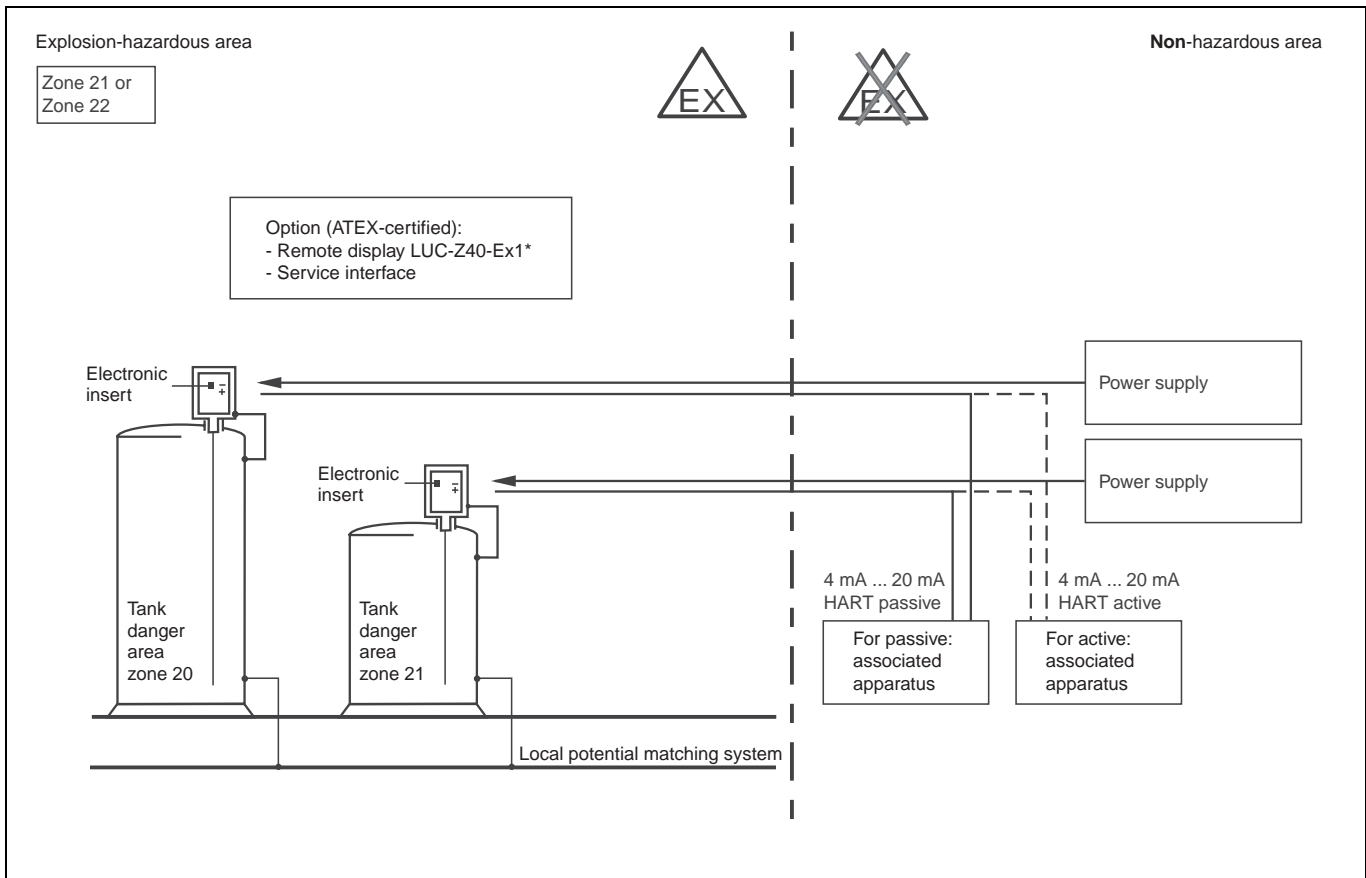 Explosion-hazardous area
Non-hazardous area
Zone 21 or
Zone 22
EX
EX
Option (ATEX-certified):
- Remote display LUC-Z40-Ex1*
- Service interface
Electronic
insert
- +
Power supply
Electronic
insert
- +
Power supply
Tank
danger
area
zone 20
Tank
danger
area
zone 21
4 mA ... 20 mA
HART passive
4 mA ... 20 mA
HART active
For passive:
associated
apparatus
For active:
associated
apparatus
Local potential matching system